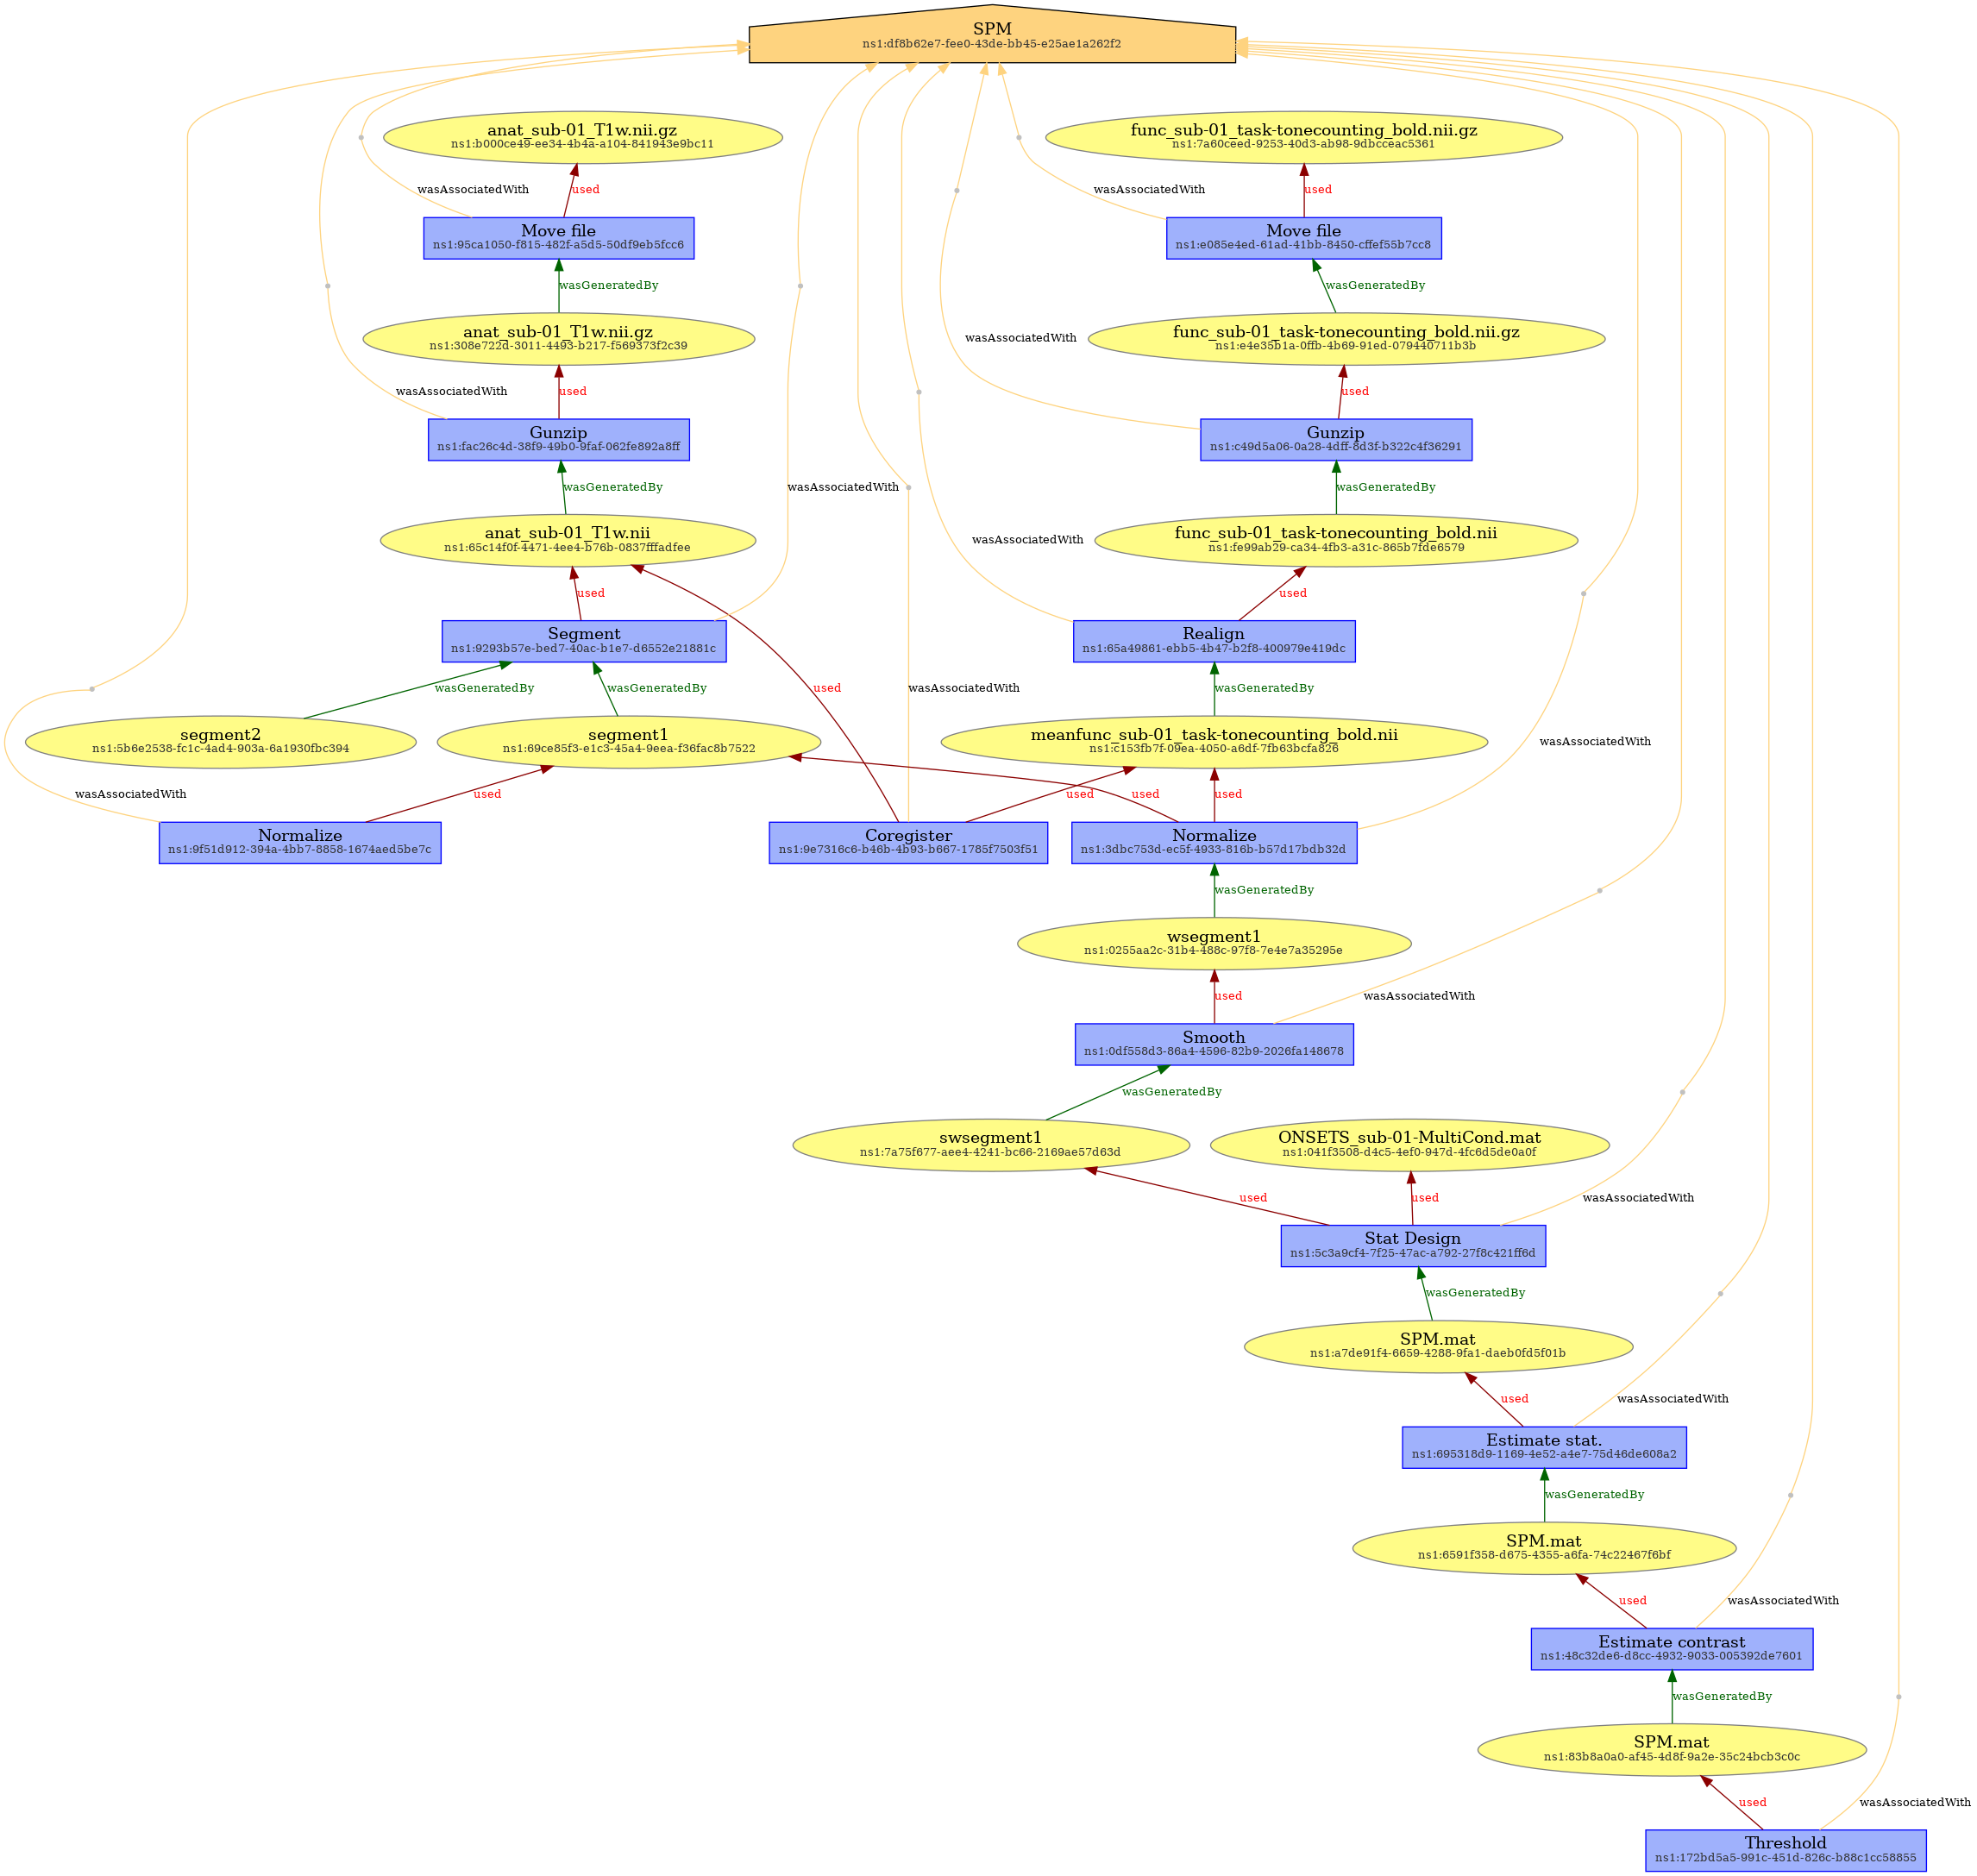 SPM
ns1:df8b62e7-fee0-43de-bb45-e25ae1a262f2
anat_sub-01_T1w.nii.gz
ns1:b000ce49-ee34-4b4a-a104-841943e9bc11
func_sub-01_task-tonecounting_bold.nii.gz
ns1:7a60ceed-9253-40d3-ab98-9dbcceac5361
wasAssociatedWith
used
wasAssociatedWith
used
Move file
ns1:95ca1050-f815-482f-a5d5-50df9eb5fcc6
Move file
ns1:e085e4ed-61ad-41bb-8450-cffef55b7cc8
wasGeneratedBy
wasGeneratedBy
anat_sub-01_T1w.nii.gz
ns1:308e722d-3011-4493-b217-f569373f2c39
wasAssociatedWith
func_sub-01_task-tonecounting_bold.nii.gz
ns1:e4e35b1a-0ffb-4b69-91ed-079440711b3b
wasAssociatedWith
used
used
Gunzip
ns1:fac26c4d-38f9-49b0-9faf-062fe892a8ff
Gunzip
ns1:c49d5a06-0a28-4dff-8d3f-b322c4f36291
wasGeneratedBy
wasAssociatedWith
wasGeneratedBy
anat_sub-01_T1w.nii
ns1:65c14f0f-4471-4ee4-b76b-0837fffadfee
wasAssociatedWith
func_sub-01_task-tonecounting_bold.nii
ns1:fe99ab29-ca34-4fb3-a31c-865b7fde6579
used
used
Segment
ns1:9293b57e-bed7-40ac-b1e7-d6552e21881c
Realign
ns1:65a49861-ebb5-4b47-b2f8-400979e419dc
wasGeneratedBy
wasGeneratedBy
used
wasAssociatedWith
wasGeneratedBy
segment2
ns1:5b6e2538-fc1c-4ad4-903a-6a1930fbc394
segment1
ns1:69ce85f3-e1c3-45a4-9eea-f36fac8b7522
meanfunc_sub-01_task-tonecounting_bold.nii
ns1:c153fb7f-09ea-4050-a6df-7fb63bcfa826
wasAssociatedWith
wasAssociatedWith
used
used
used
used
Normalize
ns1:9f51d912-394a-4bb7-8858-1674aed5be7c
Coregister
ns1:9e7316c6-b46b-4b93-b667-1785f7503f51
Normalize
ns1:3dbc753d-ec5f-4933-816b-b57d17bdb32d
wasGeneratedBy
wsegment1
ns1:0255aa2c-31b4-488c-97f8-7e4e7a35295e
used
wasAssociatedWith
Smooth
ns1:0df558d3-86a4-4596-82b9-2026fa148678
wasGeneratedBy
swsegment1
ns1:7a75f677-aee4-4241-bc66-2169ae57d63d
ONSETS_sub-01-MultiCond.mat
ns1:041f3508-d4c5-4ef0-947d-4fc6d5de0a0f
used
used
wasAssociatedWith
Stat Design
ns1:5c3a9cf4-7f25-47ac-a792-27f8c421ff6d
wasGeneratedBy
SPM.mat
ns1:a7de91f4-6659-4288-9fa1-daeb0fd5f01b
used
wasAssociatedWith
Estimate stat.
ns1:695318d9-1169-4e52-a4e7-75d46de608a2
wasGeneratedBy
SPM.mat
ns1:6591f358-d675-4355-a6fa-74c22467f6bf
used
wasAssociatedWith
Estimate contrast
ns1:48c32de6-d8cc-4932-9033-005392de7601
wasGeneratedBy
SPM.mat
ns1:83b8a0a0-af45-4d8f-9a2e-35c24bcb3c0c
used
wasAssociatedWith
Threshold
ns1:172bd5a5-991c-451d-826c-b88c1cc58855